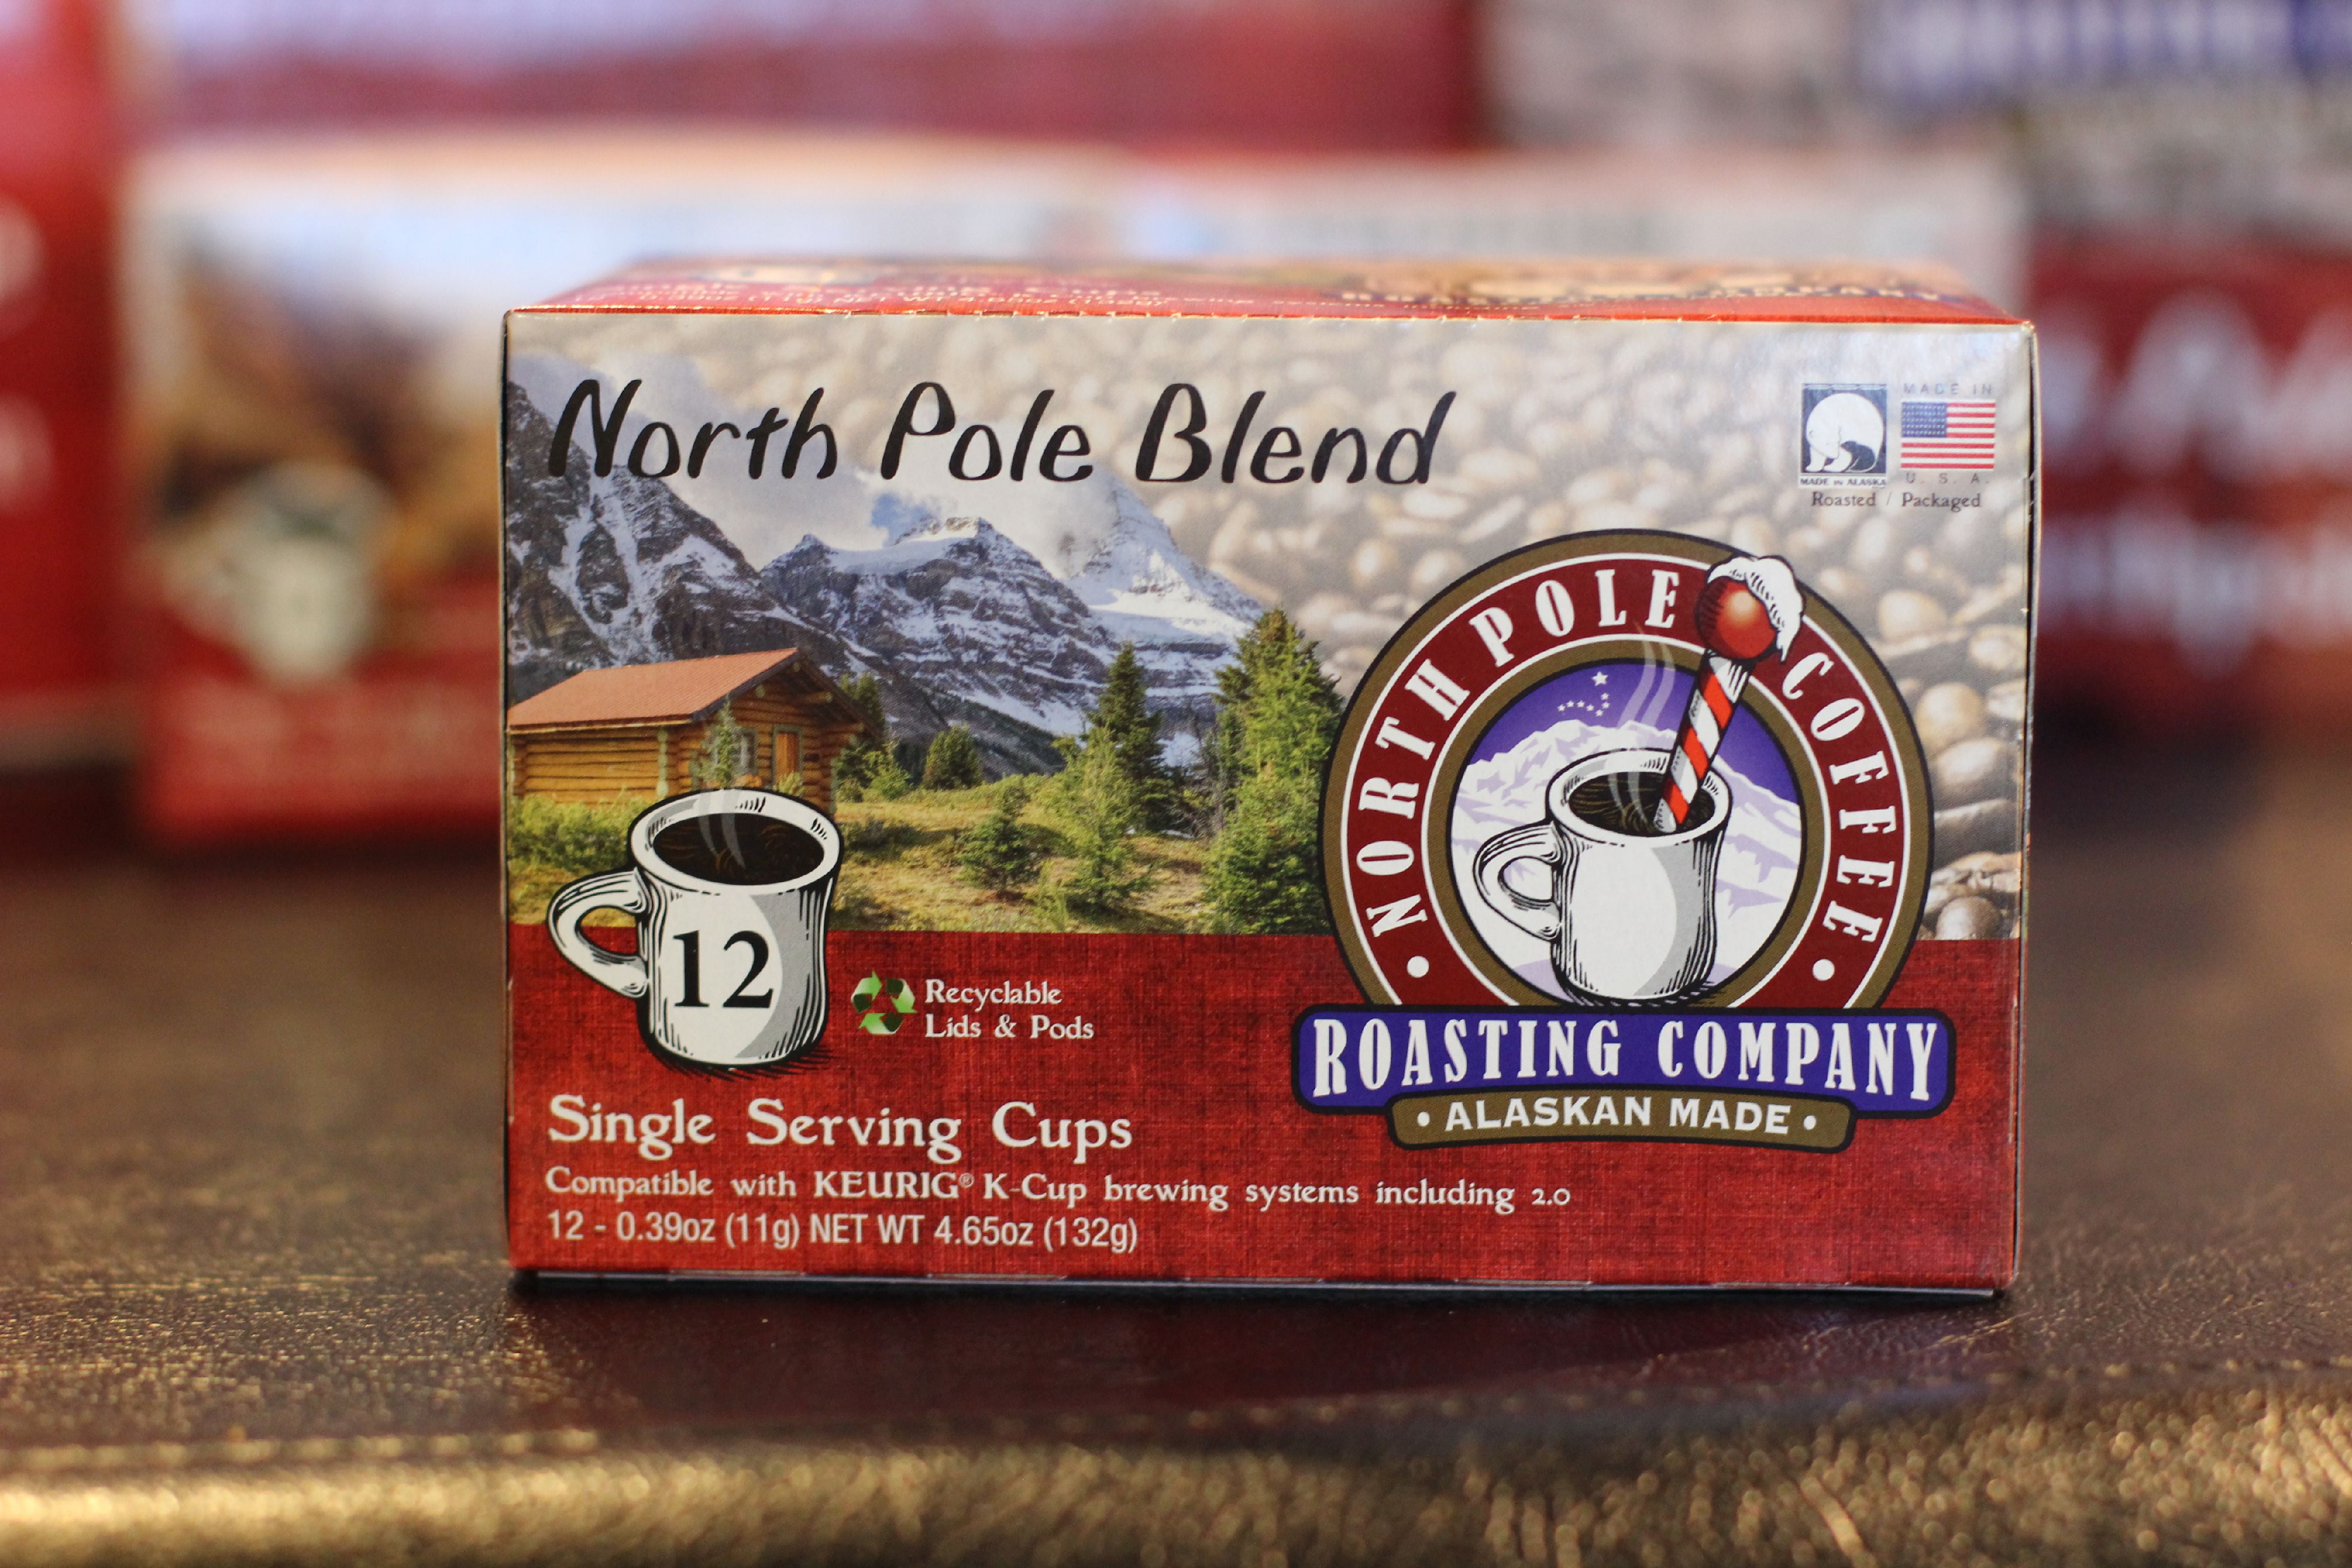 North Pole Blend
MADE IN
U. S. A.
MADE IN ALASKA
Roasted / Packaged
• NORTH POLE COFFEE •
ROASTING COMPANY
• ALASKAN MADE •
12
Recyclable
Lids & Pods
Single Serving Cups
Compatible with KEURIG® K-Cup brewing systems including 2.0
12 - 0.39oz (11g) NET WT 4.65oz (132g)